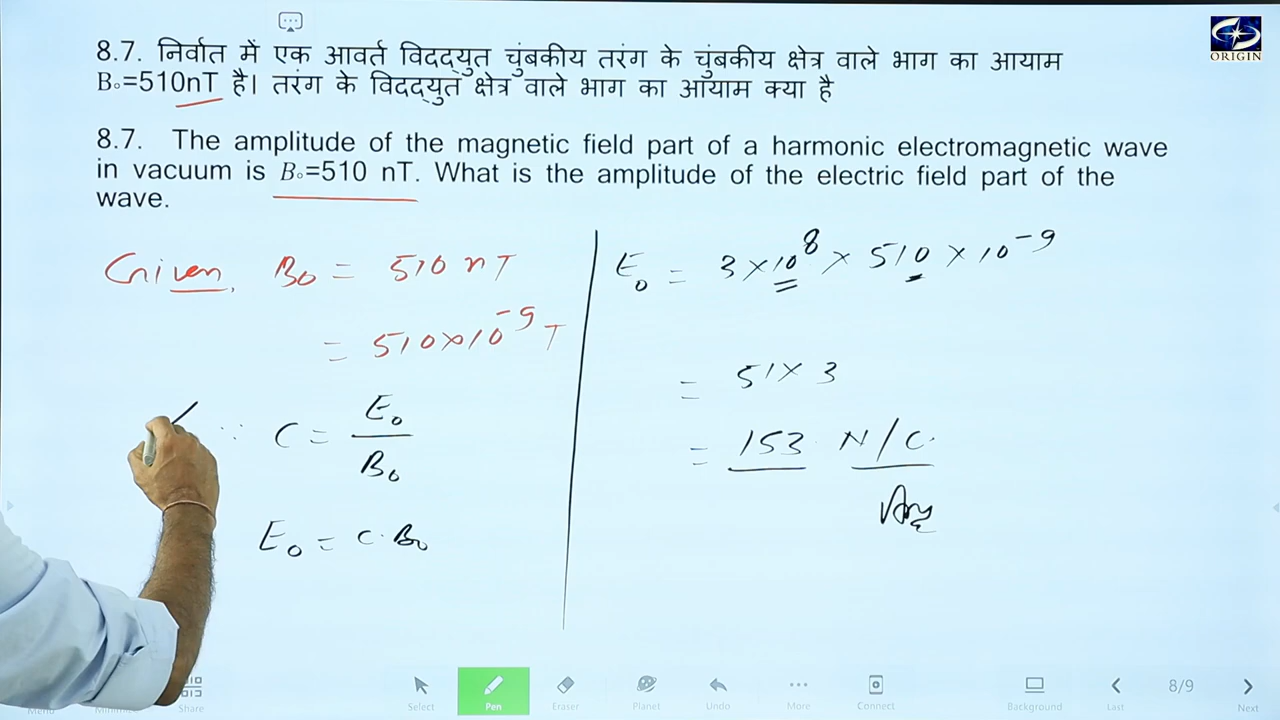 ORIGIN
8.7. निर्वात में एक आवर्त विदद्युत चुंबकीय तरंग के चुंबकीय क्षेत्र वाले भाग का आयाम
B₀=510nT है। तरंग के विदद्युत क्षेत्र वाले भाग का आयाम क्या है
8.7. The amplitude of the magnetic field part of a harmonic electromagnetic wave
in vacuum is B₀=510 nT. What is the amplitude of the electric field part of the
wave.
Given, B₀ = 510 nT
= 510×10⁻⁹ T
∵ C = E₀/B₀
E₀ = C·B₀
E₀ = 3×10⁸ × 510 × 10⁻⁹
= 51×3
= 153 N/C.
Ans
Share
Select
Pen
Eraser
Planet
Undo
More
Connect
Background
Last
8/9
Next